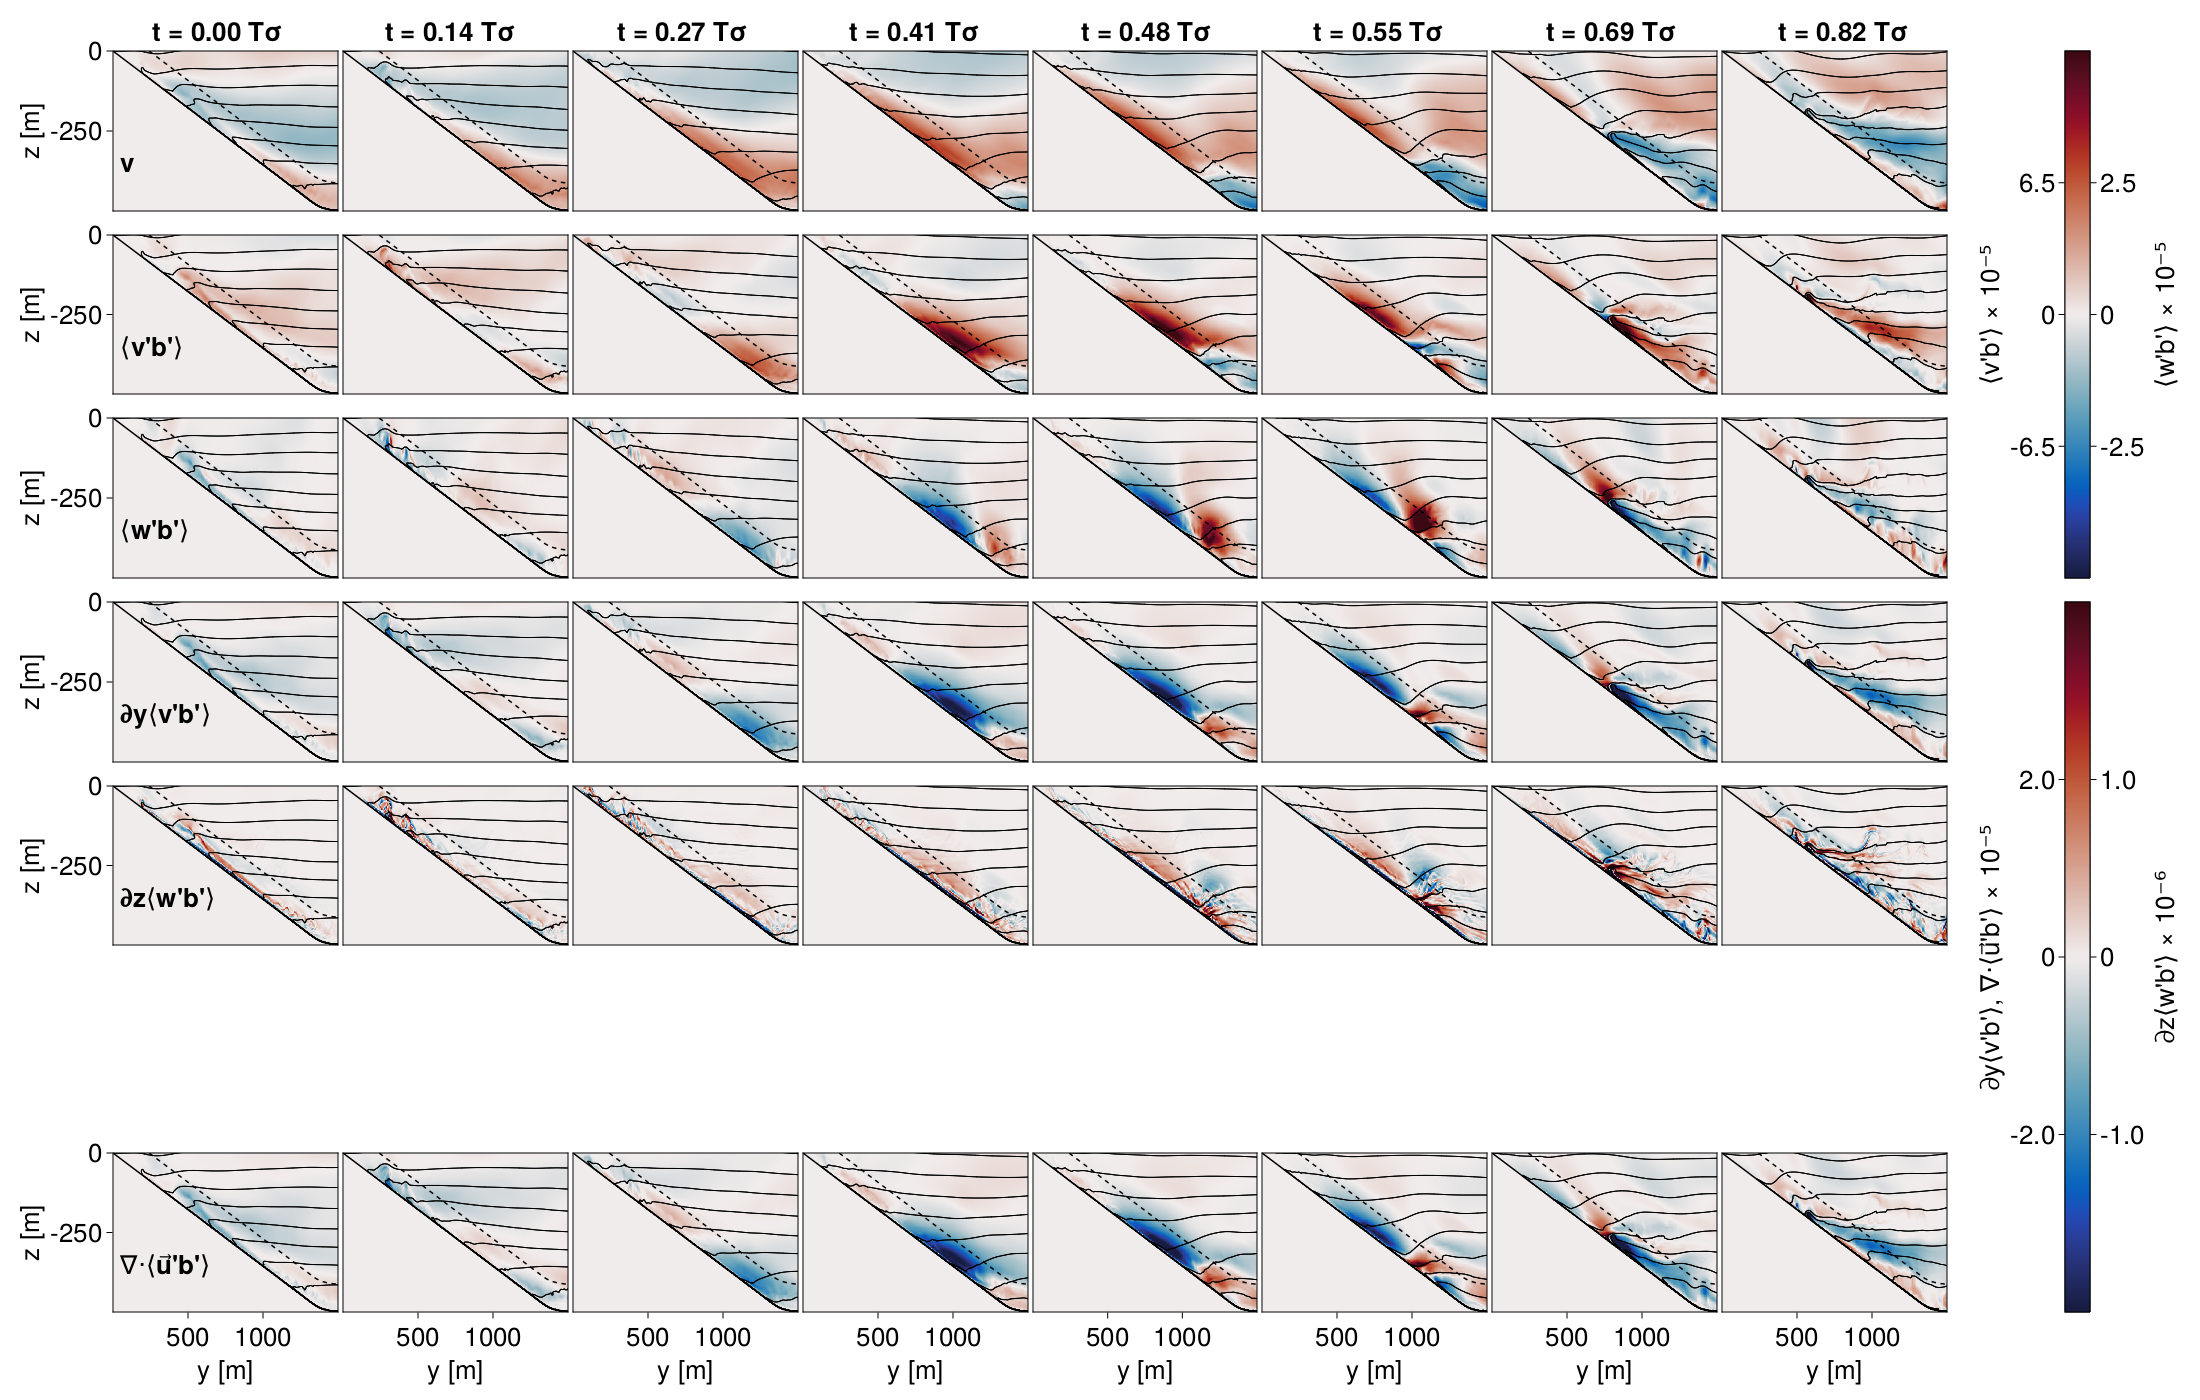 t = 0.00 Tσ t = 0.14 Tσ t = 0.27 Tσ t = 0.41 Tσ t = 0.48 Tσ t = 0.55 Tσ t = 0.69 Tσ t = 0.82 Tσ
0
-250
z [m]
v
0
-250
z [m]
⟨v'b'⟩
0
-250
z [m]
⟨w'b'⟩
0
-250
z [m]
∂y⟨v'b'⟩
0
-250
z [m]
∂z⟨w'b'⟩
0
-250
z [m]
∇·⟨u⃗'b'⟩
500 1000 500 1000 500 1000 500 1000 500 1000 500 1000 500 1000 500 1000
y [m] y [m] y [m] y [m] y [m] y [m] y [m] y [m]
6.5 2.5
0 0
-6.5 -2.5
⟨v'b'⟩ × 10⁻⁵
⟨w'b'⟩ × 10⁻⁵
2.0 1.0
0 0
-2.0 -1.0
∂y⟨v'b'⟩, ∇·⟨u⃗'b'⟩ × 10⁻⁵
∂z⟨w'b'⟩ × 10⁻⁶